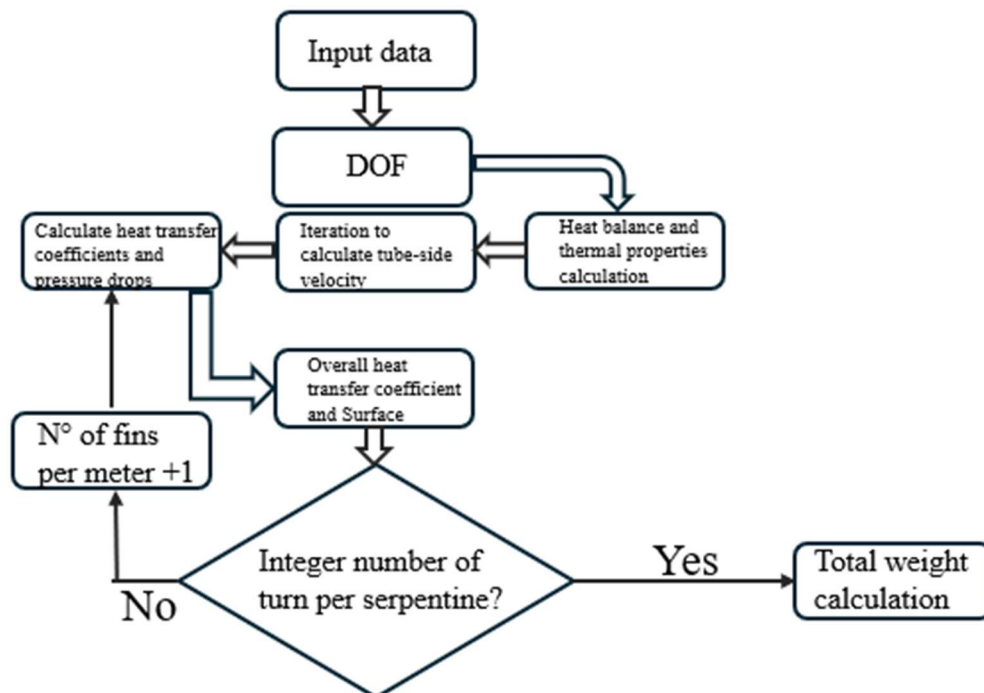 Input data
DOF
Heat balance and
thermal properties
calculation
Iteration to
calculate tube-side
velocity
Calculate heat transfer
coefficients and
pressure drops
Overall heat
transfer coefficient
and Surface
N° of fins
per meter +1
Integer number of
turn per serpentine?
No
Yes
Total weight
calculation